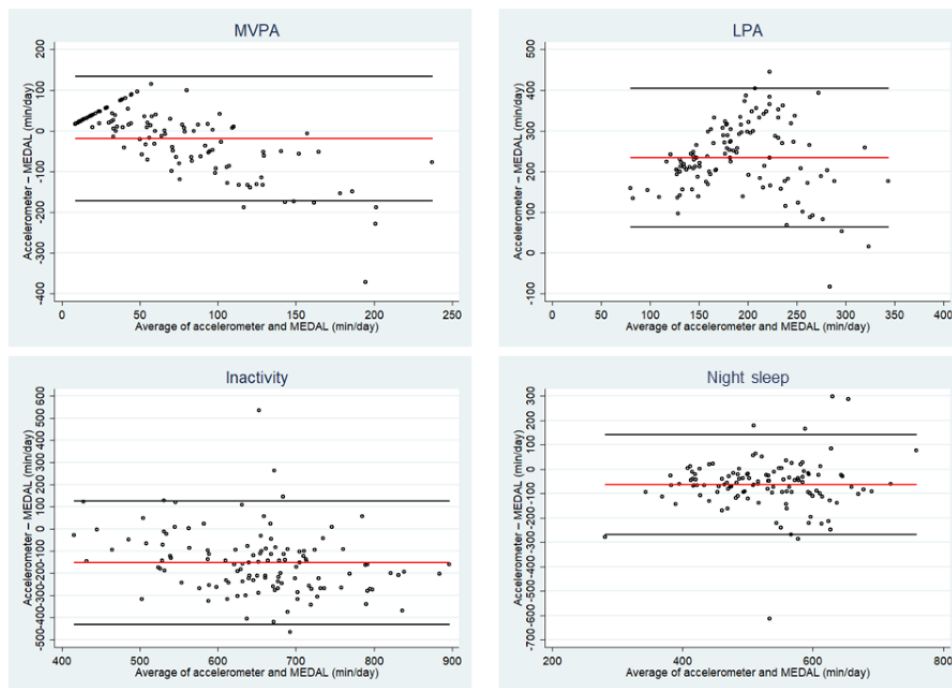 MVPA
Accelerometer – MEDAL (min/day)
200
100
0
-100
-200
-300
-400
0 50 100 150 200 250
Average of accelerometer and MEDAL (min/day)
LPA
Accelerometer – MEDAL (min/day)
500
400
300
200
100
0
-100
0 50 100 150 200 250 300 350 400
Average of accelerometer and MEDAL (min/day)
Inactivity
Accelerometer – MEDAL (min/day)
600
500
400
300
200
100
0
-100
-200
-300
-400
-500
400 500 600 700 800 900
Average of accelerometer and MEDAL (min/day)
Night sleep
Accelerometer – MEDAL (min/day)
300
200
100
0
-100
-200
-300
-400
-500
-600
-700
200 400 600 800
Average of accelerometer and MEDAL (min/day)